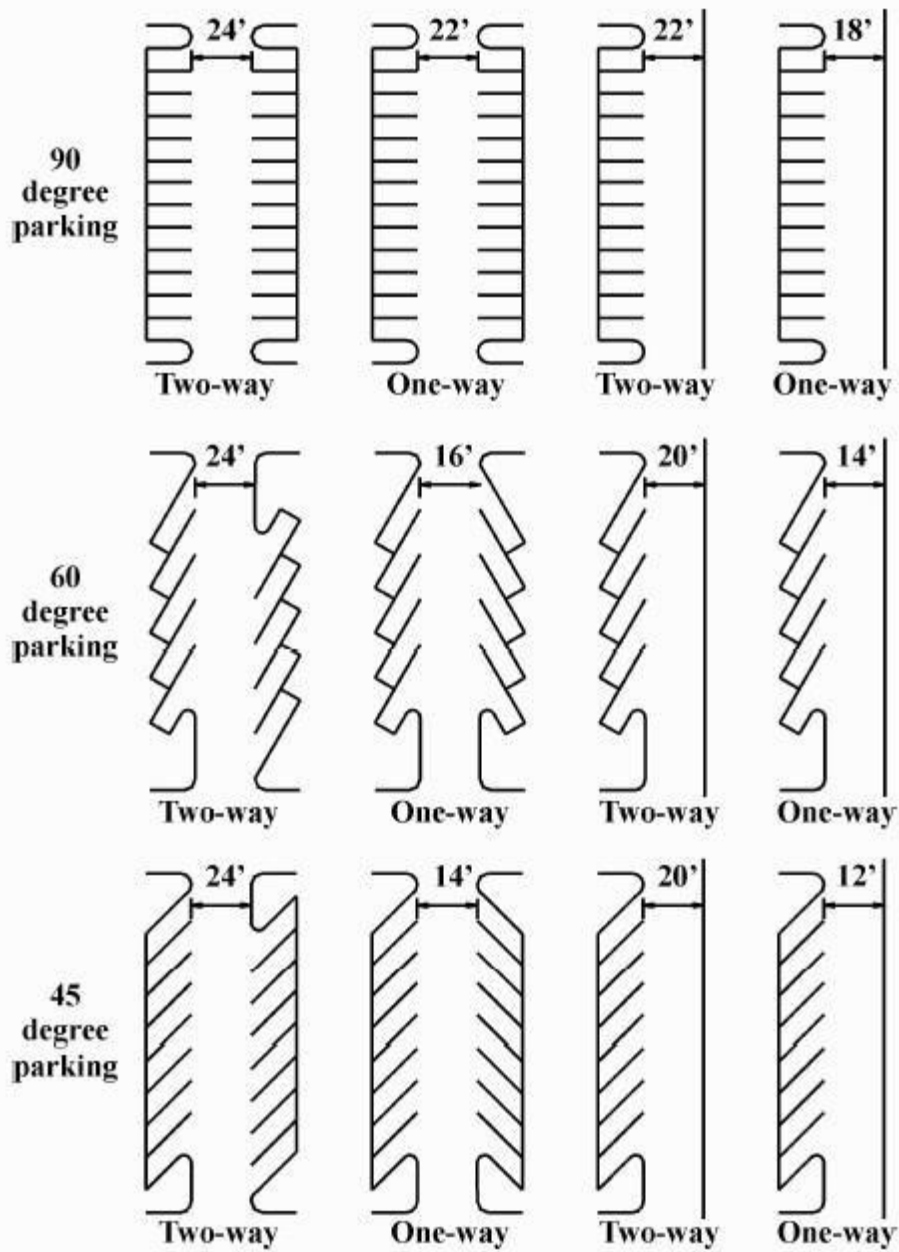 24’ 22’ 22’ 18’
90
degree
parking
Two-way One-way Two-way One-way
24’ 16’ 20’ 14’
60
degree
parking
Two-way One-way Two-way One-way
24’ 14’ 20’ 12’
45
degree
parking
Two-way One-way Two-way One-way